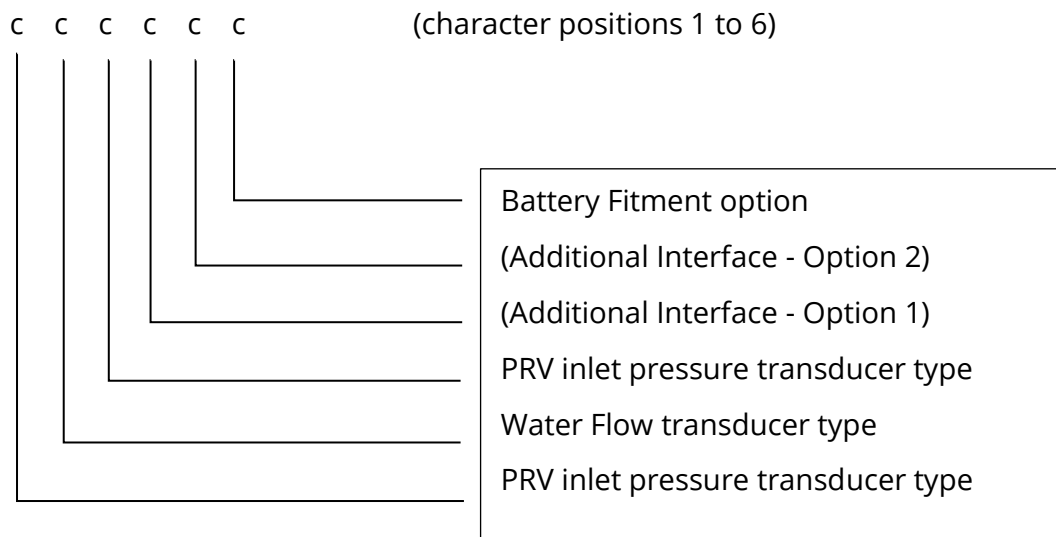 c c c c c c (character positions 1 to 6)
Battery Fitment option
(Additional Interface - Option 2)
(Additional Interface - Option 1)
PRV inlet pressure transducer type
Water Flow transducer type
PRV inlet pressure transducer type